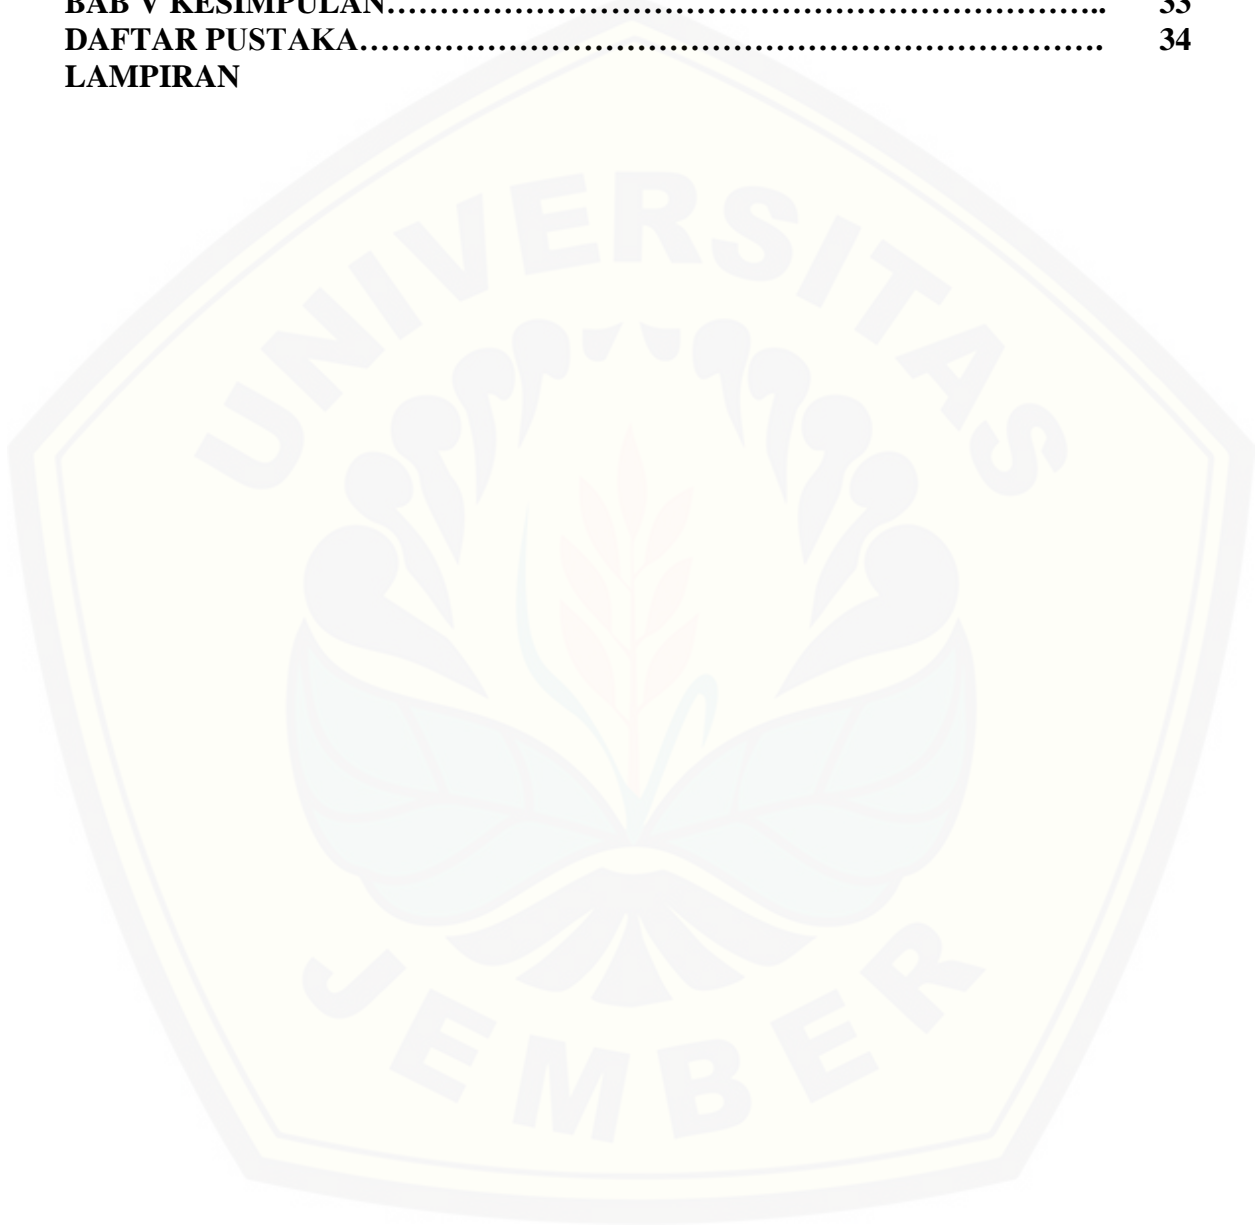 BAB V KESIMPULAN……………………………………………………………..	33
DAFTAR PUSTAKA…………………………………………………………….	34
LAMPIRAN
UNIVERSITAS
JEMBER